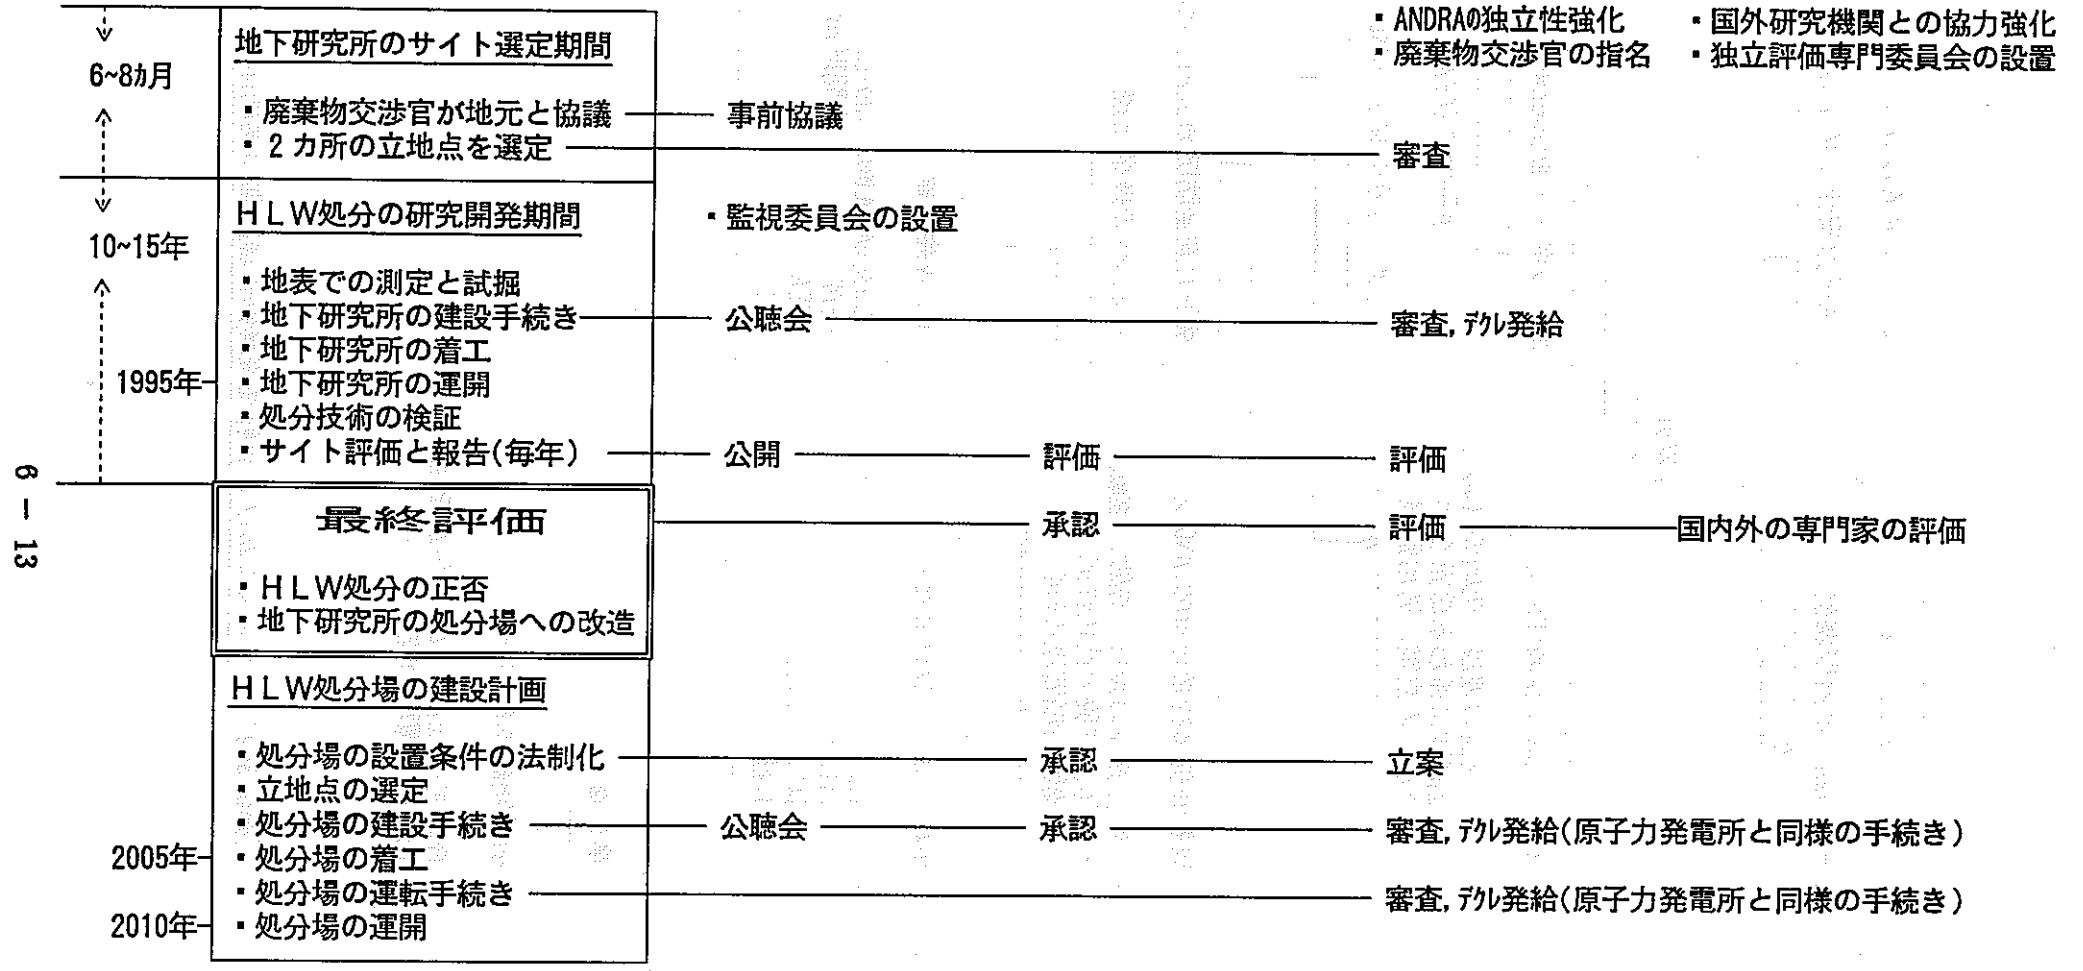 ・ANDRAの独立性強化 ・国外研究機関との協力強化
・廃棄物交渉官の指名 ・独立評価専門委員会の設置
地下研究所のサイト選定期間
6~8ｶ月
・廃棄物交渉官が地元と協議 事前協議
・２カ所の立地点を選定 審査
ＨＬＷ処分の研究開発期間 ・監視委員会の設置
10~15年
・地表での測定と試掘
・地下研究所の建設手続き 公聴会 審査,ﾃﾞｸﾚ発給
・地下研究所の着工
1995年 ・地下研究所の運開
・処分技術の検証
・サイト評価と報告(毎年) 公開 評価 評価
最終評価 承認 評価 国内外の専門家の評価
・ＨＬＷ処分の正否
・地下研究所の処分場への改造
ＨＬＷ処分場の建設計画
・処分場の設置条件の法制化 承認 立案
・立地点の選定
・処分場の建設手続き 公聴会 承認 審査,ﾃﾞｸﾚ発給(原子力発電所と同様の手続き)
2005年 ・処分場の着工
・処分場の運転手続き 審査,ﾃﾞｸﾚ発給(原子力発電所と同様の手続き)
2010年 ・処分場の運開
6 － 13